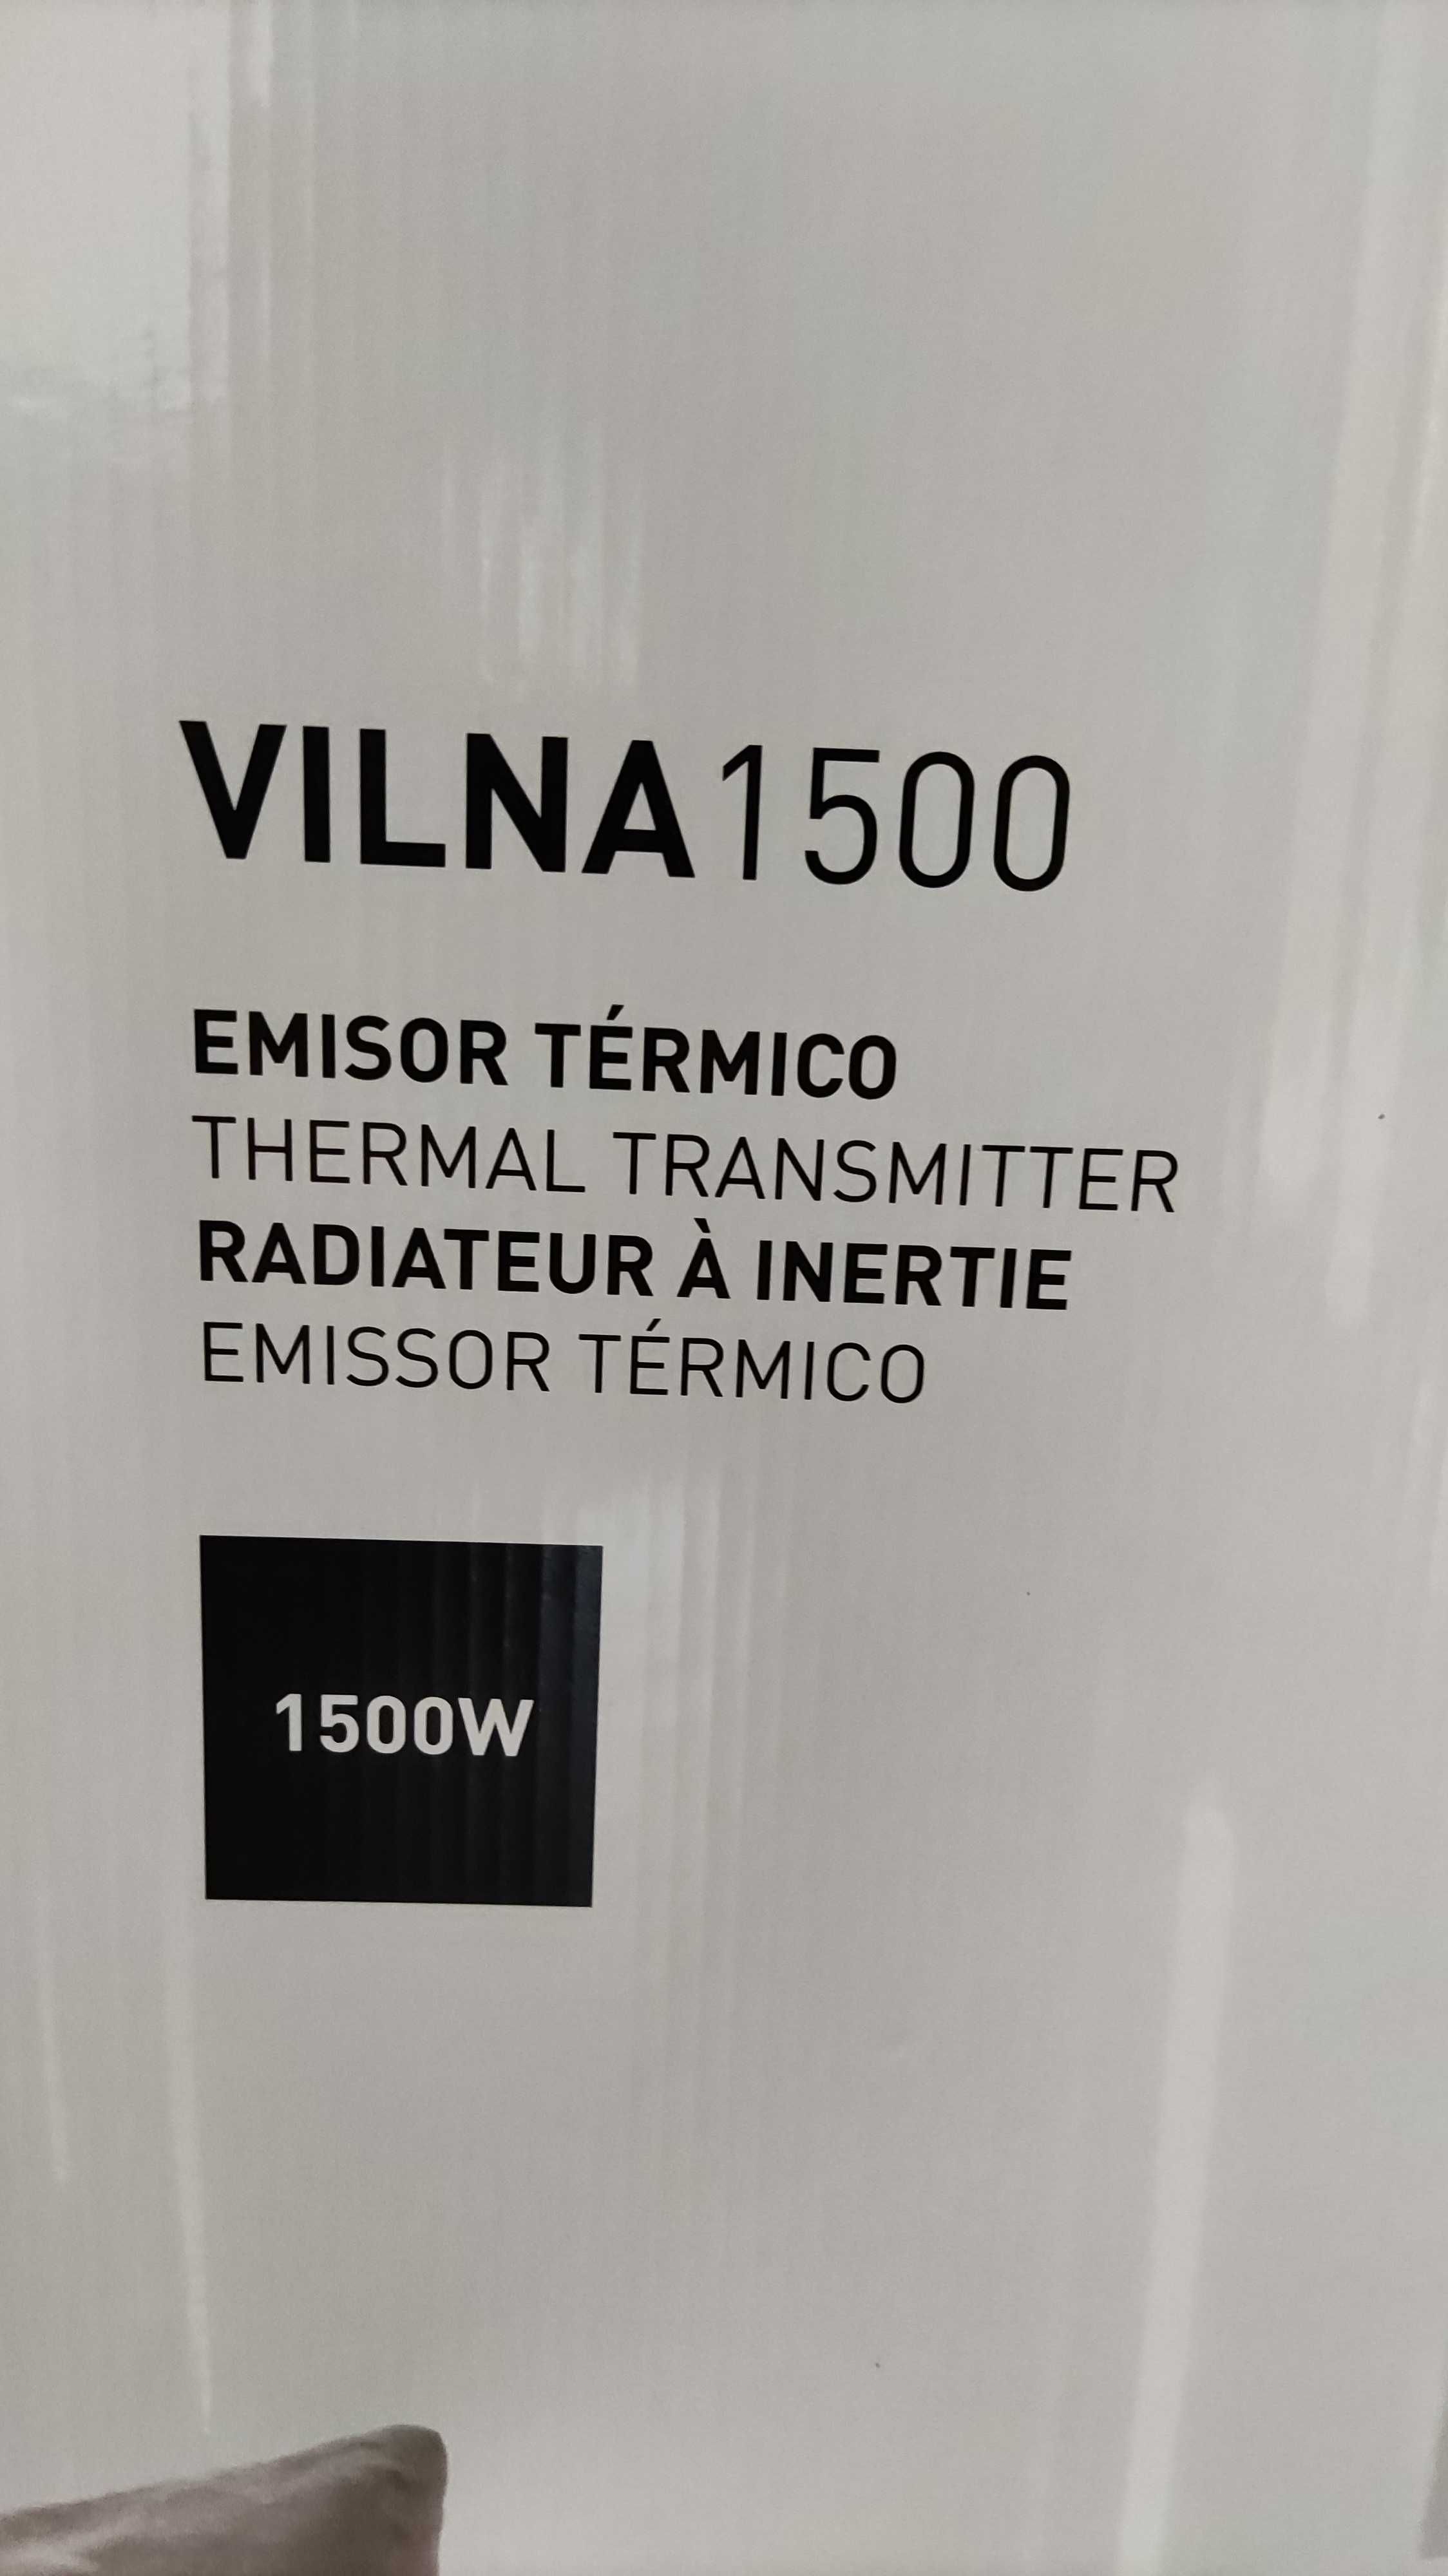 VILNA1500
EMISOR TÉRMICO
THERMAL TRANSMITTER
RADIATEUR À INERTIE
EMISSOR TÉRMICO
1500W